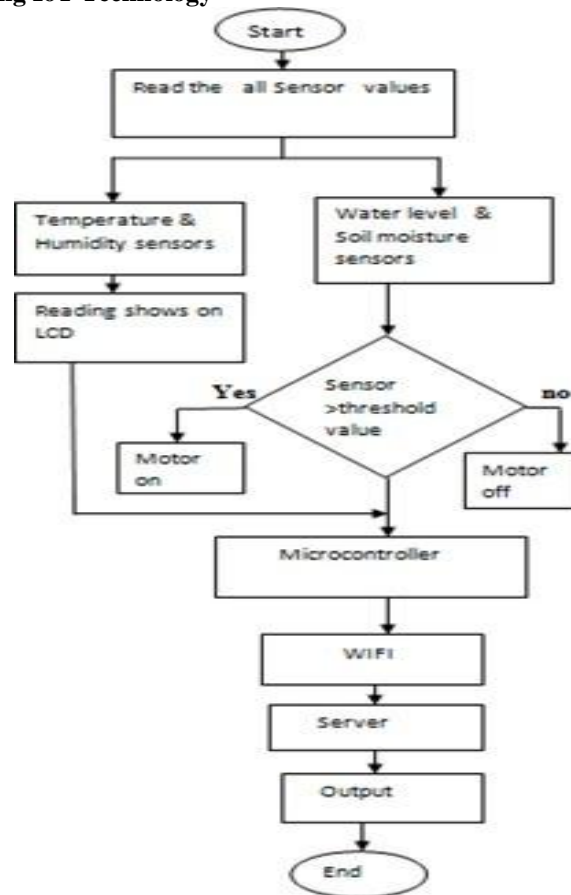 Start
Read the   all Sensor   values
Temperature &
Humidity sensors
Water level   &
Soil moisture
sensors
Reading shows on
LCD
Yes
Sensor
>threshold
value
no
Motor
on
Motor
off
Microcontroller
WIFI
Server
Output
End